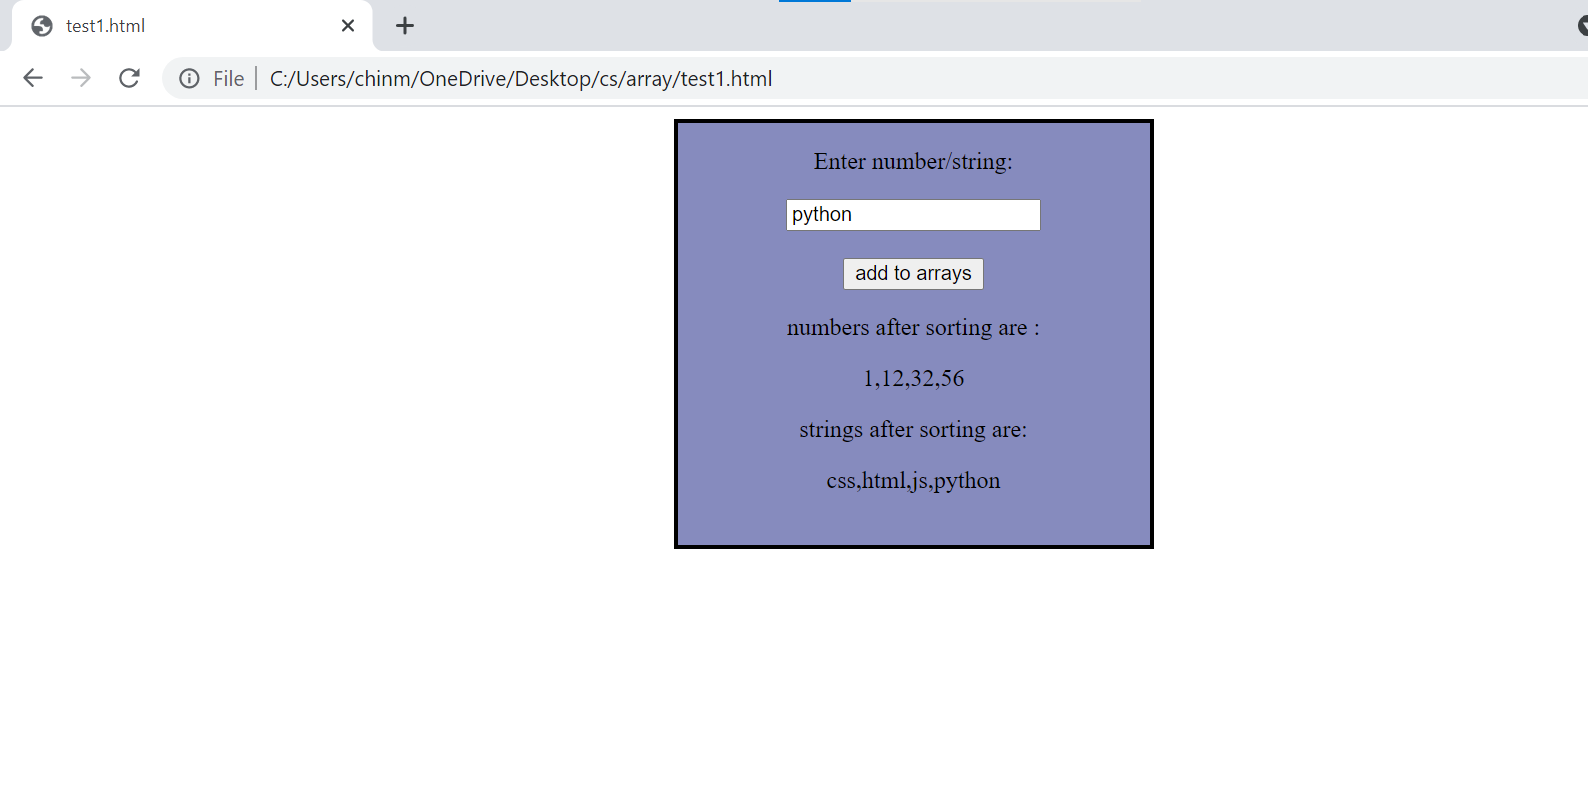 test1.html
File C:/Users/chinm/OneDrive/Desktop/cs/array/test1.html
Enter number/string:
python
add to arrays
numbers after sorting are :
1,12,32,56
strings after sorting are:
css,html,js,python